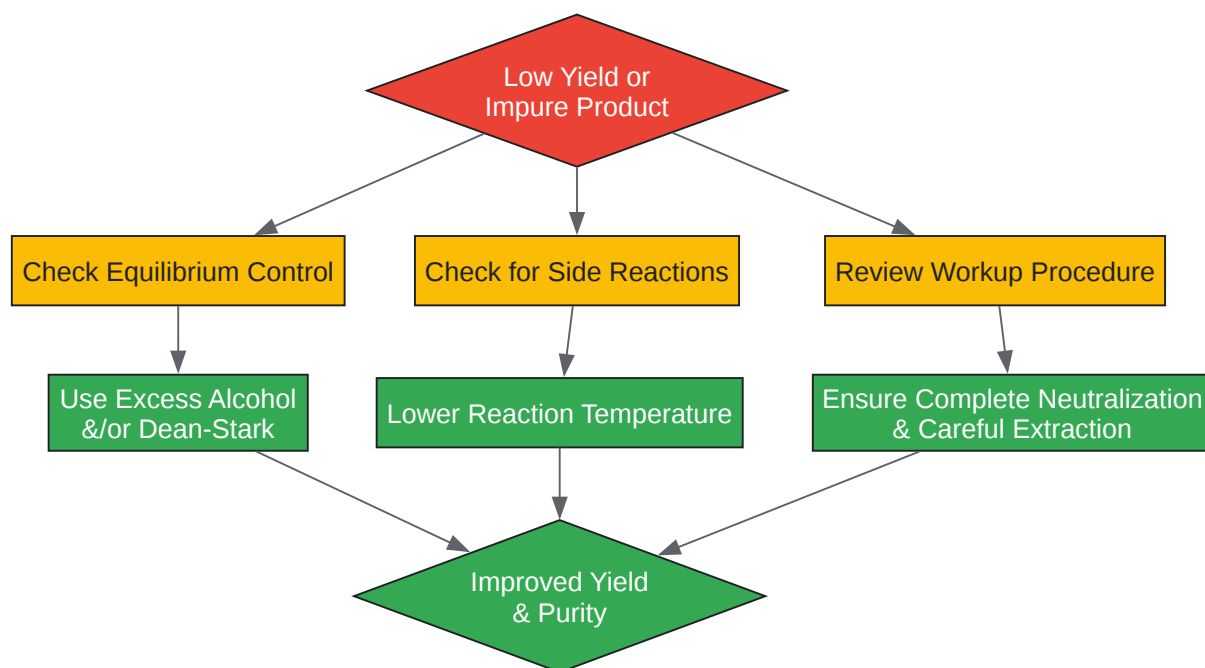 Low Yield or
Impure Product
Check Equilibrium Control
Check for Side Reactions
Review Workup Procedure
Use Excess Alcohol
&/or Dean-Stark
Lower Reaction Temperature
Ensure Complete Neutralization
& Careful Extraction
Improved Yield
& Purity